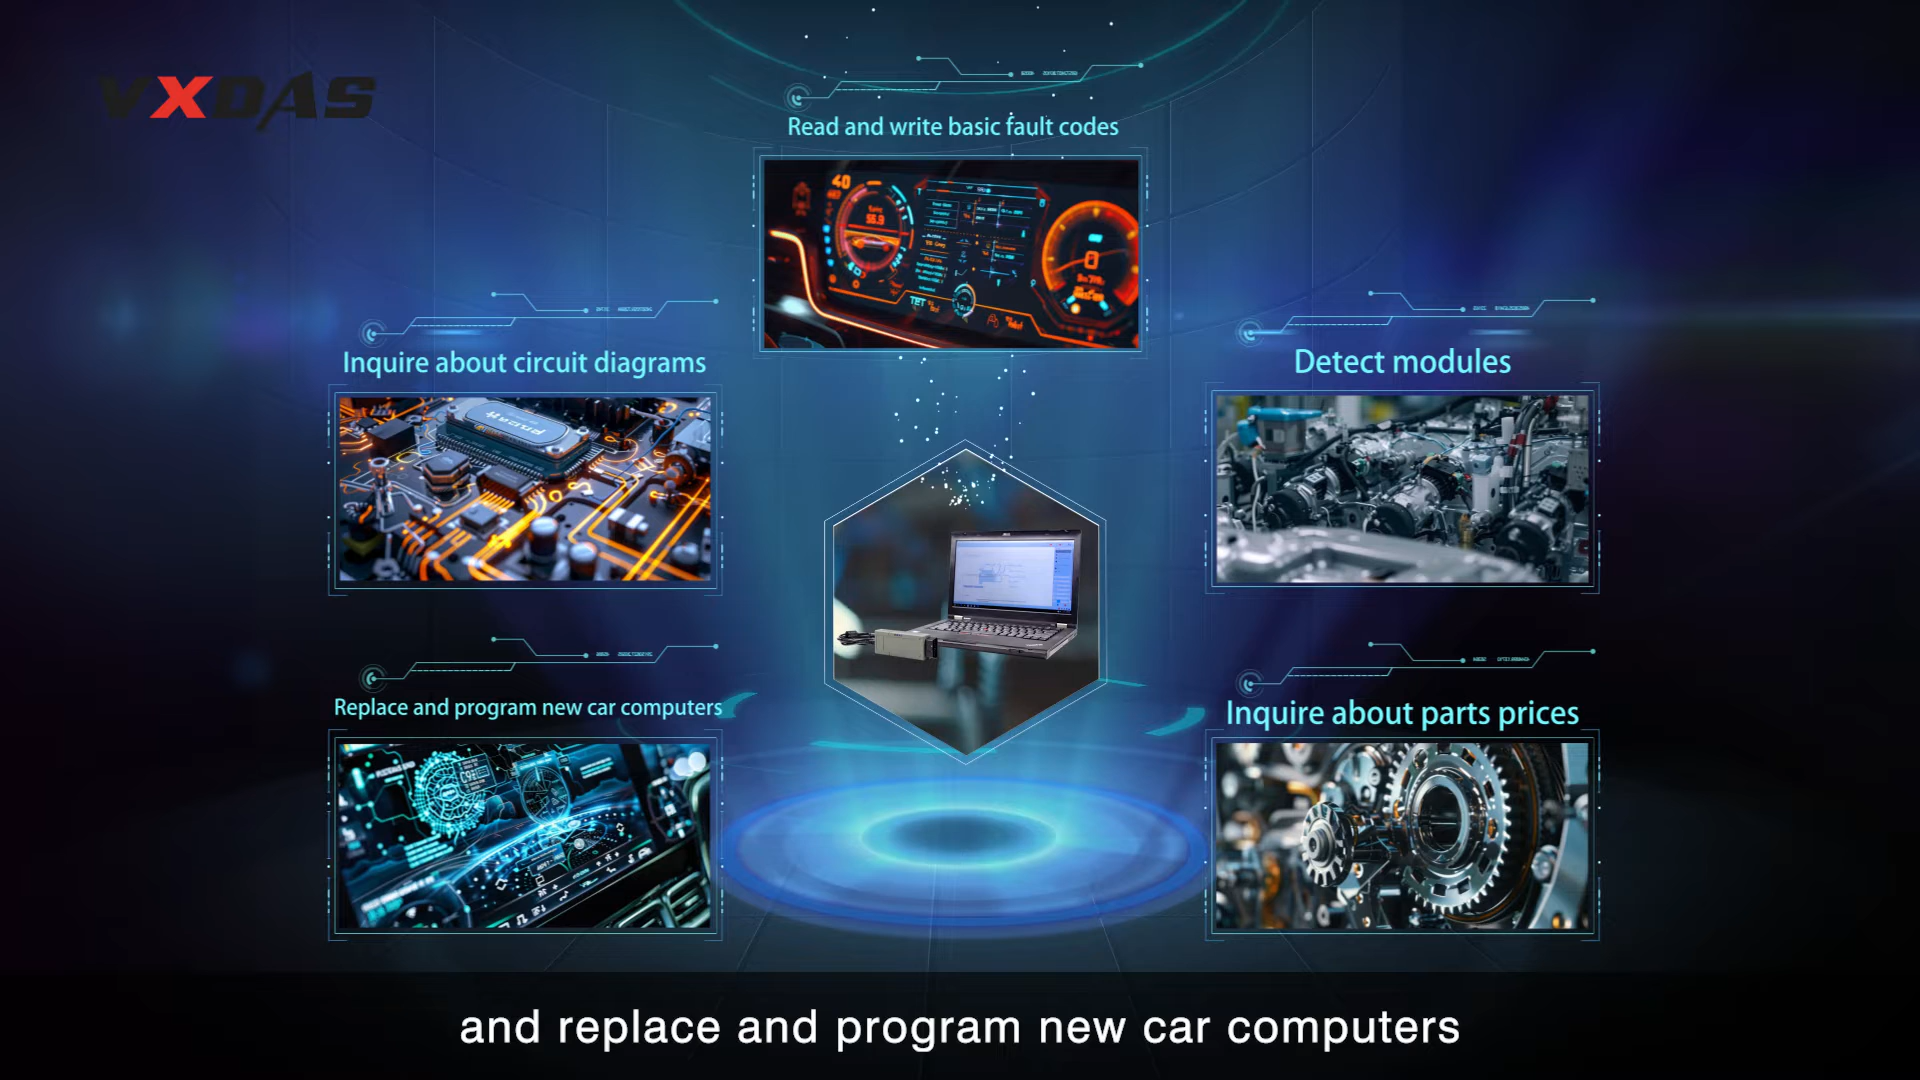 VXDAS
Read and write basic fault codes
Inquire about circuit diagrams
Detect modules
Replace and program new car computers
Inquire about parts prices
and replace and program new car computers